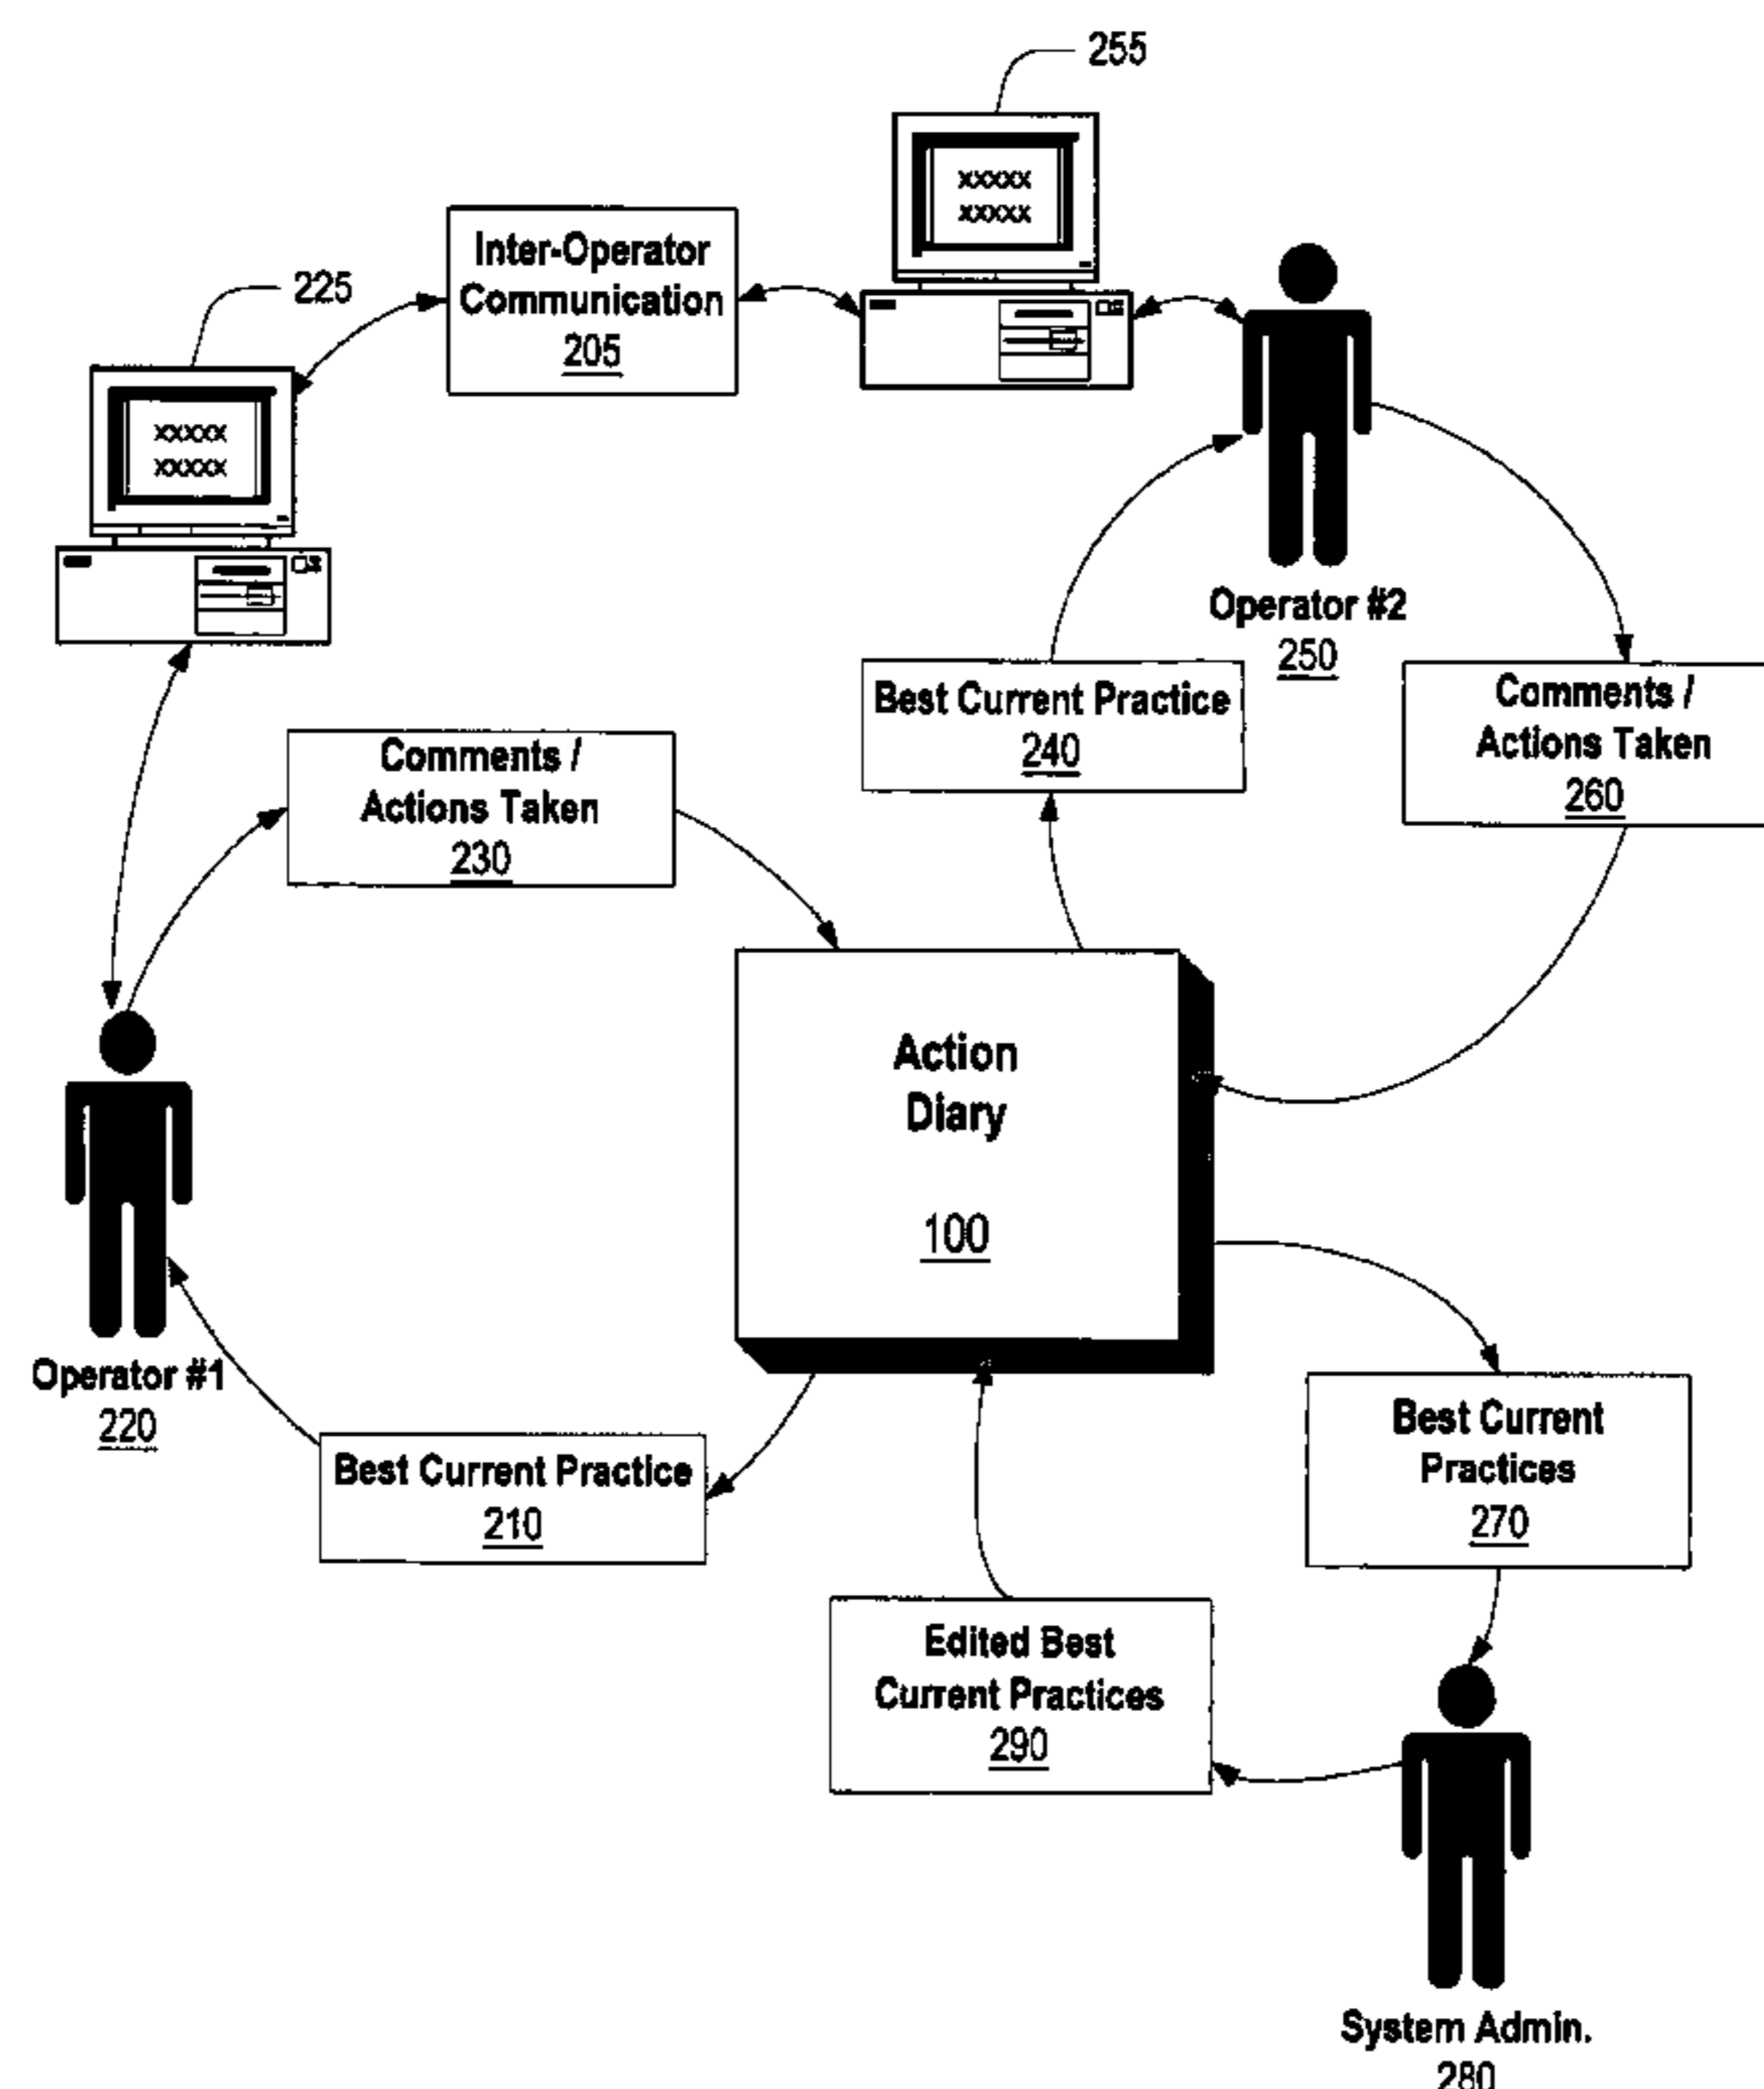 255
xxxxx
xxxxx
Inter-Operator
Communication
205
225
xxxxx
xxxxx
Operator #2
250
Best Current Practice
240
Comments /
Actions Taken
260
Comments /
Actions Taken
230
Action
Diary
100
Operator #1
220
Best Current Practice
210
Best Current
Practices
270
Edited Best
Current Practices
290
System Admin.
280